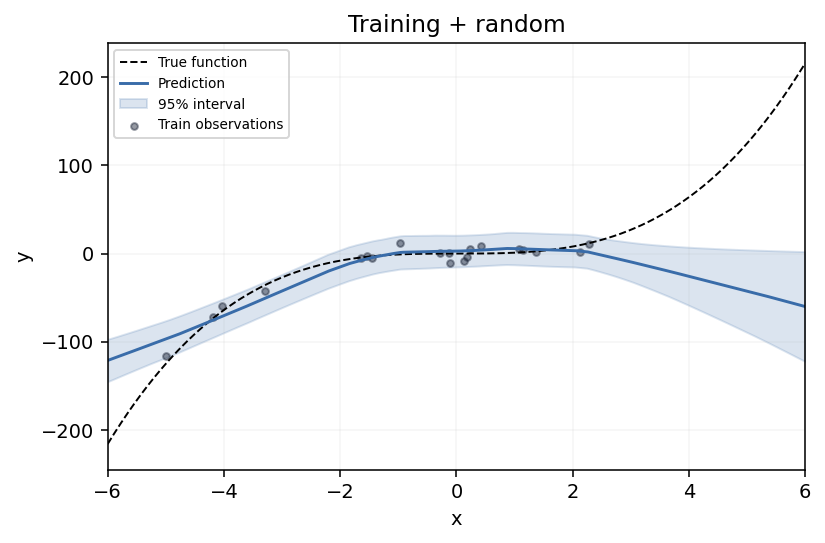 Training + random
True function
Prediction
95% interval
Train observations
200
100
0
−100
−200
y
−6
−4
−2
0
2
4
6
x